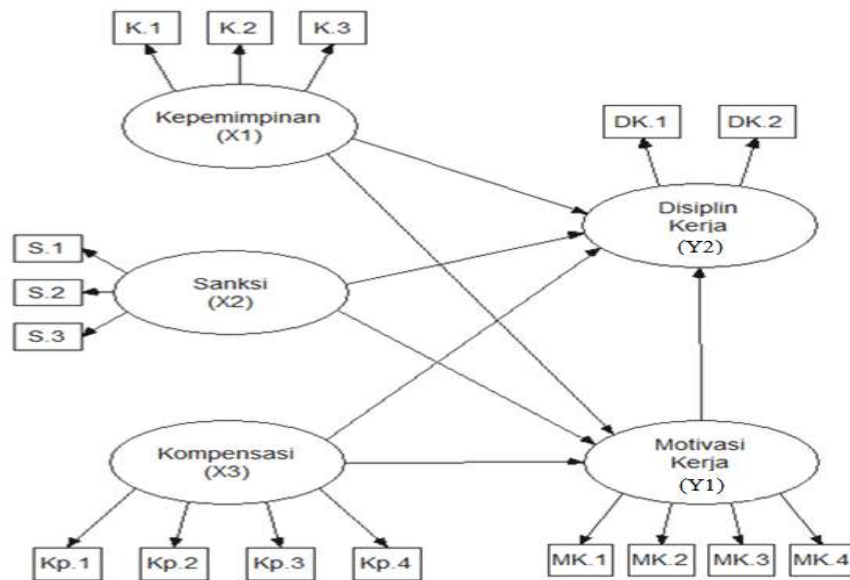 K.1
K.2
K.3
Kepemimpinan
(X1)
DK.1
DK.2
Disiplin
Kerja
(Y2)
S.1
S.2
S.3
Sanksi
(X2)
Kompensasi
(X3)
Motivasi
Kerja
(Y1)
Kp.1
Kp.2
Kp.3
Kp.4
MK.1
MK.2
MK.3
MK.4